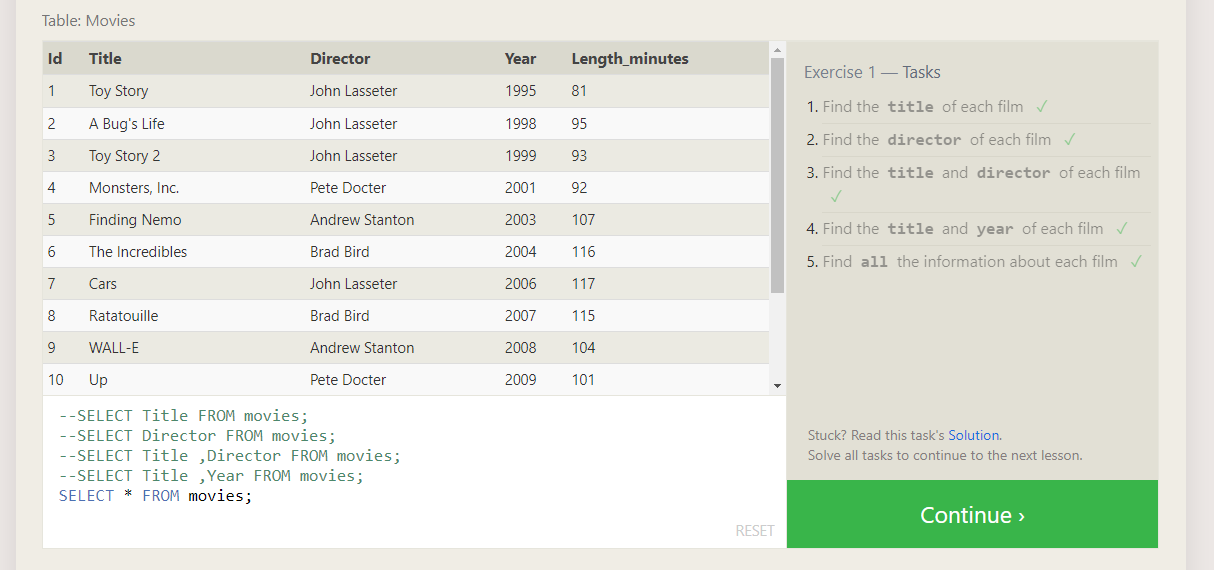 Table: Movies
Id Title Director Year Length_minutes
1 Toy Story John Lasseter 1995 81
2 A Bug's Life John Lasseter 1998 95
3 Toy Story 2 John Lasseter 1999 93
4 Monsters, Inc. Pete Docter 2001 92
5 Finding Nemo Andrew Stanton 2003 107
6 The Incredibles Brad Bird 2004 116
7 Cars John Lasseter 2006 117
8 Ratatouille Brad Bird 2007 115
9 WALL-E Andrew Stanton 2008 104
10 Up Pete Docter 2009 101
--SELECT Title FROM movies;
--SELECT Director FROM movies;
--SELECT Title ,Director FROM movies;
--SELECT Title ,Year FROM movies;
SELECT * FROM movies;
RESET
Exercise 1 — Tasks
1. Find the title of each film ✓
2. Find the director of each film ✓
3. Find the title and director of each film
✓
4. Find the title and year of each film ✓
5. Find all the information about each film ✓
Stuck? Read this task's Solution.
Solve all tasks to continue to the next lesson.
Continue ›